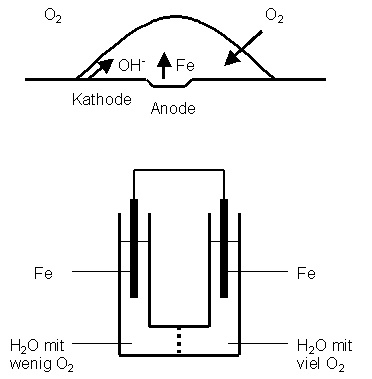 O₂
O₂
OH⁻
Fe
Kathode
Anode
Fe
Fe
H₂O mit
wenig O₂
H₂O mit
viel O₂